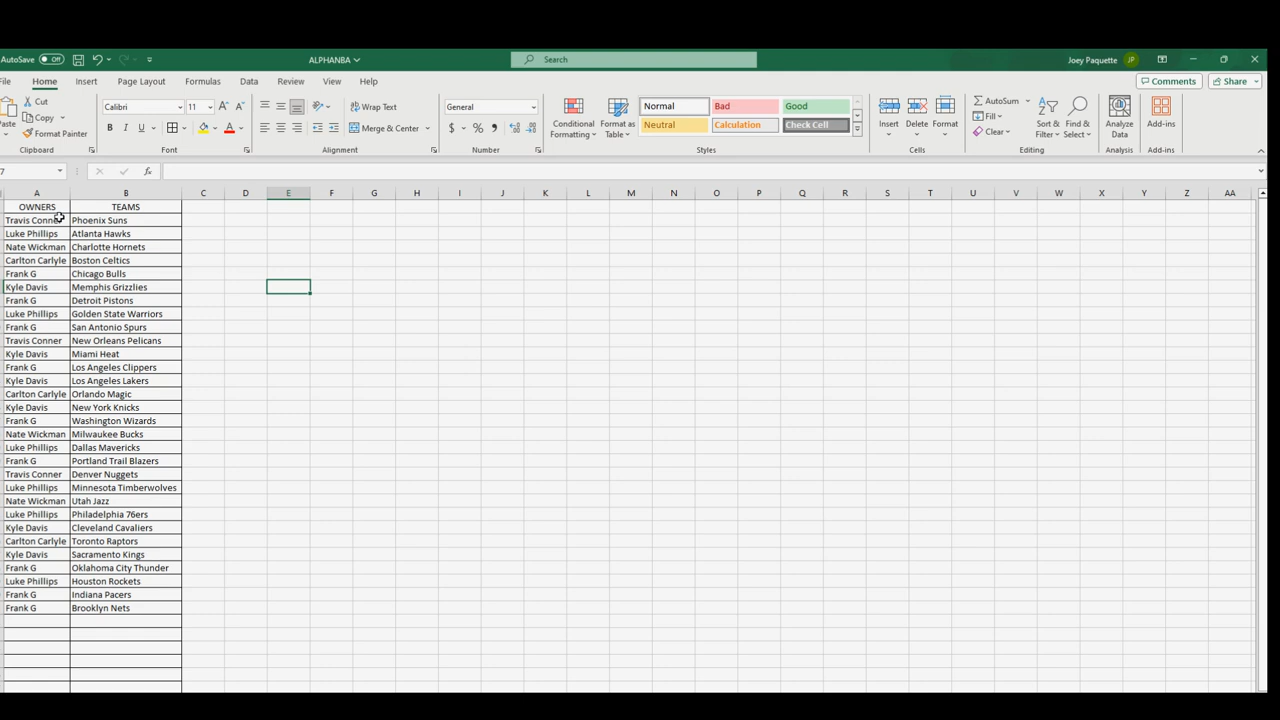 AutoSave Off ALPHANBA Search Joey Paquette JP
File Home Insert Page Layout Formulas Data Review View Help Comments Share
Paste Cut Copy Format Painter Clipboard
Calibri 11 A A B I U A Font
Wrap Text Merge & Center Alignment
General $ % Number
Conditional Formatting Format as Table Normal Bad Good Neutral Calculation Check Cell Styles
Insert Delete Format Cells
AutoSum Fill Clear Sort & Filter Find & Select Editing
Analyze Data Analysis
Add-ins Add-ins
7 fx
A B C D E F G H I J K L M N O P Q R S T U V W X Y Z AA
OWNERS TEAMS
Travis Conner Phoenix Suns
Luke Phillips Atlanta Hawks
Nate Wickman Charlotte Hornets
Carlton Carlyle Boston Celtics
Frank G Chicago Bulls
Kyle Davis Memphis Grizzlies
Frank G Detroit Pistons
Luke Phillips Golden State Warriors
Frank G San Antonio Spurs
Travis Conner New Orleans Pelicans
Kyle Davis Miami Heat
Frank G Los Angeles Clippers
Kyle Davis Los Angeles Lakers
Carlton Carlyle Orlando Magic
Kyle Davis New York Knicks
Frank G Washington Wizards
Nate Wickman Milwaukee Bucks
Luke Phillips Dallas Mavericks
Frank G Portland Trail Blazers
Travis Conner Denver Nuggets
Luke Phillips Minnesota Timberwolves
Nate Wickman Utah Jazz
Luke Phillips Philadelphia 76ers
Kyle Davis Cleveland Cavaliers
Carlton Carlyle Toronto Raptors
Kyle Davis Sacramento Kings
Frank G Oklahoma City Thunder
Luke Phillips Houston Rockets
Frank G Indiana Pacers
Frank G Brooklyn Nets